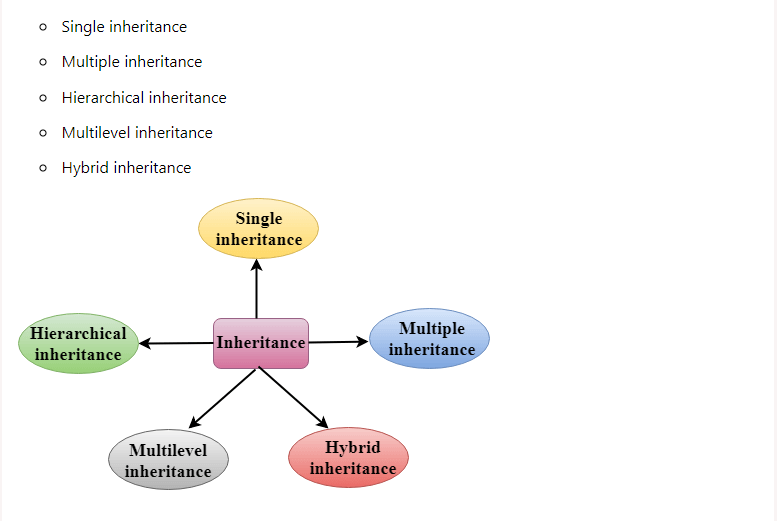 Single inheritance
Multiple inheritance
Hierarchical inheritance
Multilevel inheritance
Hybrid inheritance
Single
inheritance
Hierarchical
inheritance
Inheritance
Multiple
inheritance
Multilevel
inheritance
Hybrid
inheritance